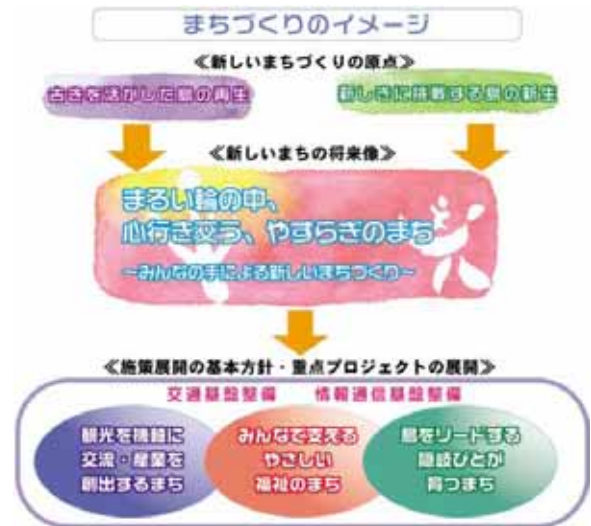 まちづくりのイメージ
≪新しいまちづくりの原点≫
古きを活かした島の再生
新しきに挑戦する島の新生
≪新しいまちの将来像≫
まるい輪の中、
心行き交う、やすらぎのまち
~みんなの手による新しいまちづくり~
≪施策展開の基本方針・重点プロジェクトの展開≫
交通基盤整備 情報通信基盤整備
観光を機軸に
交流・産業を
創出するまち
みんなで支える
やさしい
福祉のまち
島をリードする
隠岐びとが
育つまち